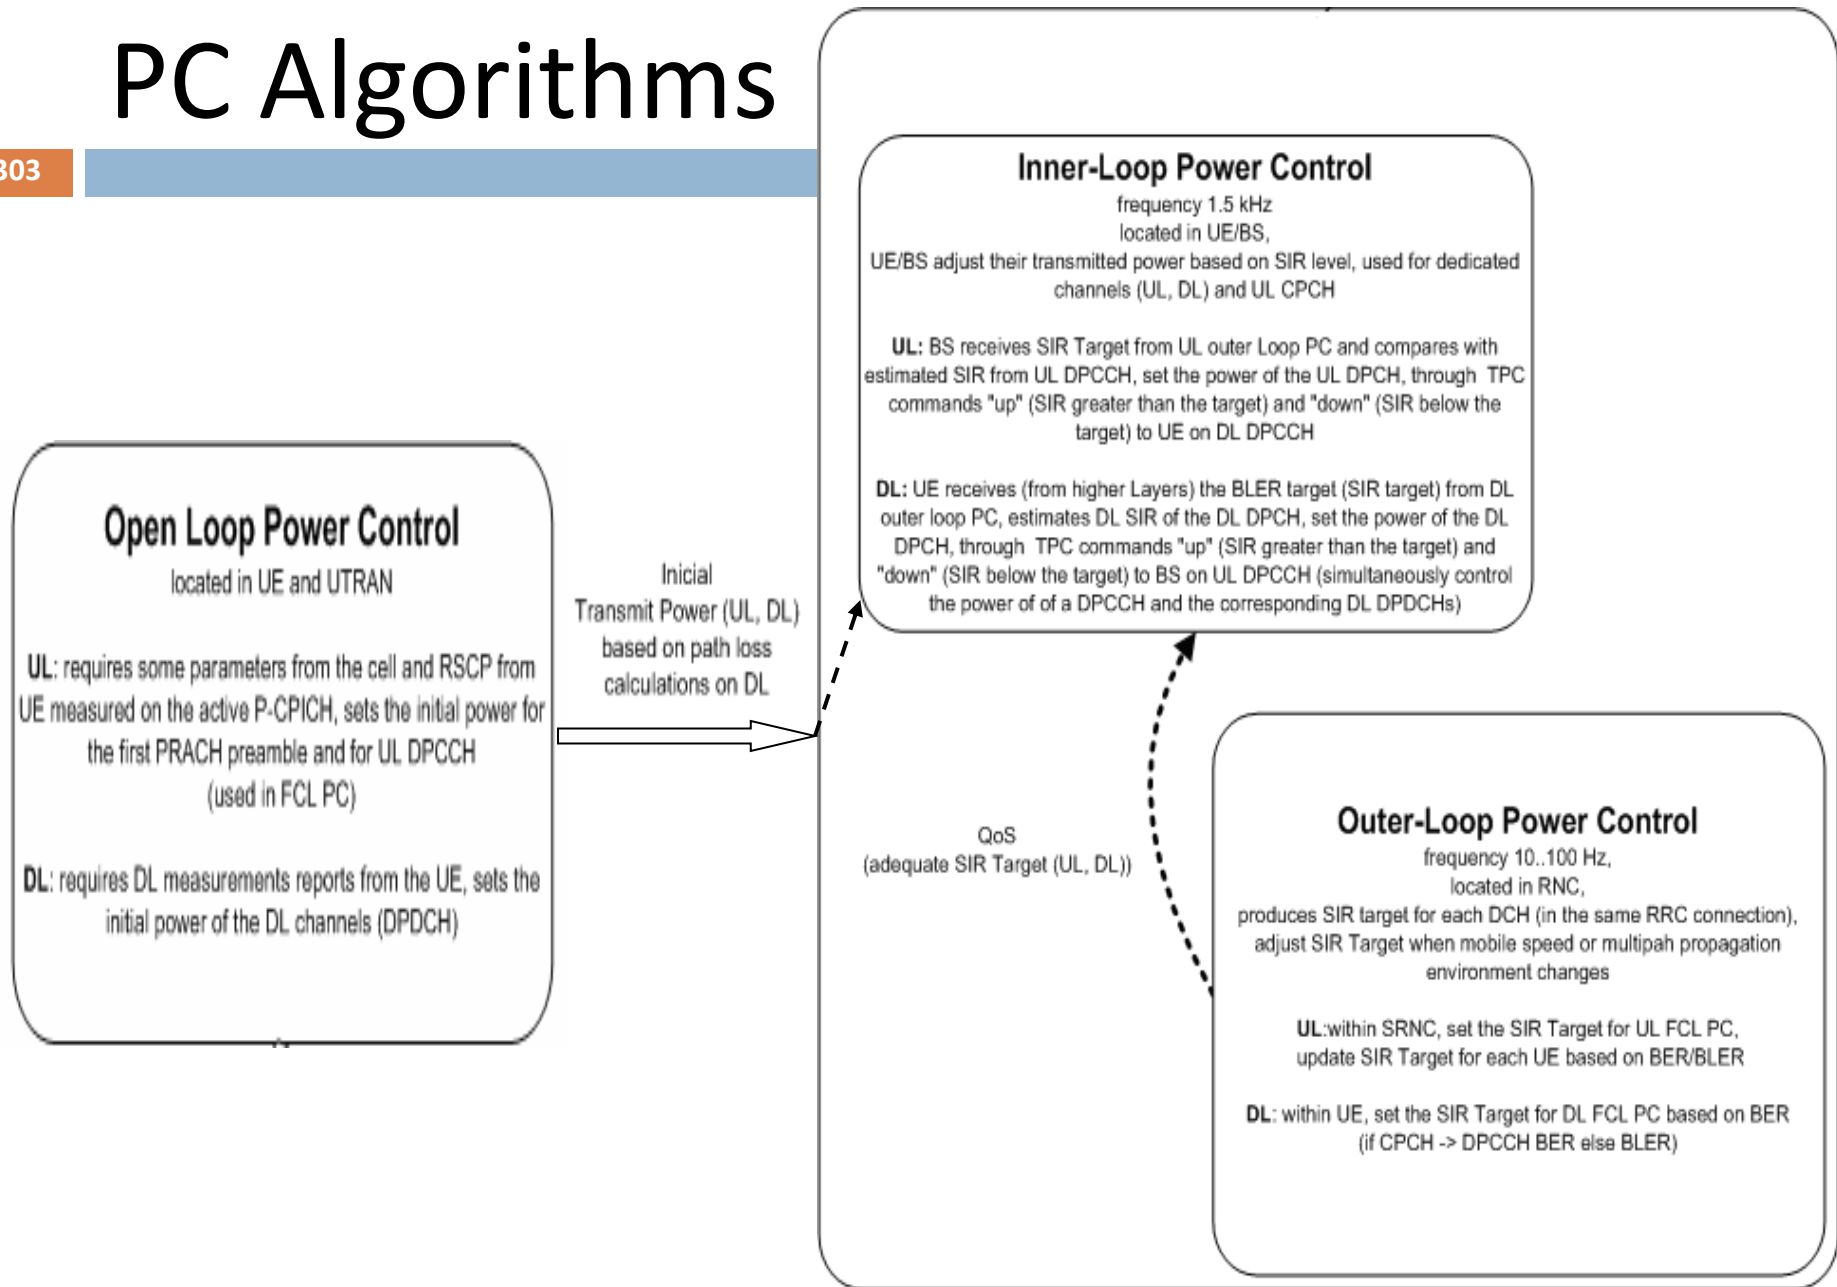 PC Algorithms
303
Inner-Loop Power Control
frequency 1.5 kHz
located in UE/BS,
UE/BS adjust their transmitted power based on SIR level, used for dedicated
channels (UL, DL) and UL CPCH
UL: BS receives SIR Target from UL outer Loop PC and compares with
estimated SIR from UL DPCCH, set the power of the UL DPCH, through TPC
commands "up" (SIR greater than the target) and "down" (SIR below the
target) to UE on DL DPCCH
DL: UE receives (from higher Layers) the BLER target (SIR target) from DL
outer loop PC, estimates DL SIR of the DL DPCH, set the power of the DL
DPCH, through TPC commands "up" (SIR greater than the target) and
"down" (SIR below the target) to BS on UL DPCCH (simultaneously control
the power of of a DPCCH and the corresponding DL DPDCHs)
Open Loop Power Control
located in UE and UTRAN
UL: requires some parameters from the cell and RSCP from
UE measured on the active P-CPICH, sets the initial power for
the first PRACH preamble and for UL DPCCH
(used in FCL PC)
DL: requires DL measurements reports from the UE, sets the
initial power of the DL channels (DPDCH)
Inicial
Transmit Power (UL, DL)
based on path loss
calculations on DL
QoS
(adequate SIR Target (UL, DL))
Outer-Loop Power Control
frequency 10..100 Hz,
located in RNC,
produces SIR target for each DCH (in the same RRC connection),
adjust SIR Target when mobile speed or multipah propagation
environment changes
UL:within SRNC, set the SIR Target for UL FCL PC,
update SIR Target for each UE based on BER/BLER
DL: within UE, set the SIR Target for DL FCL PC based on BER
(if CPCH -> DPCCH BER else BLER)